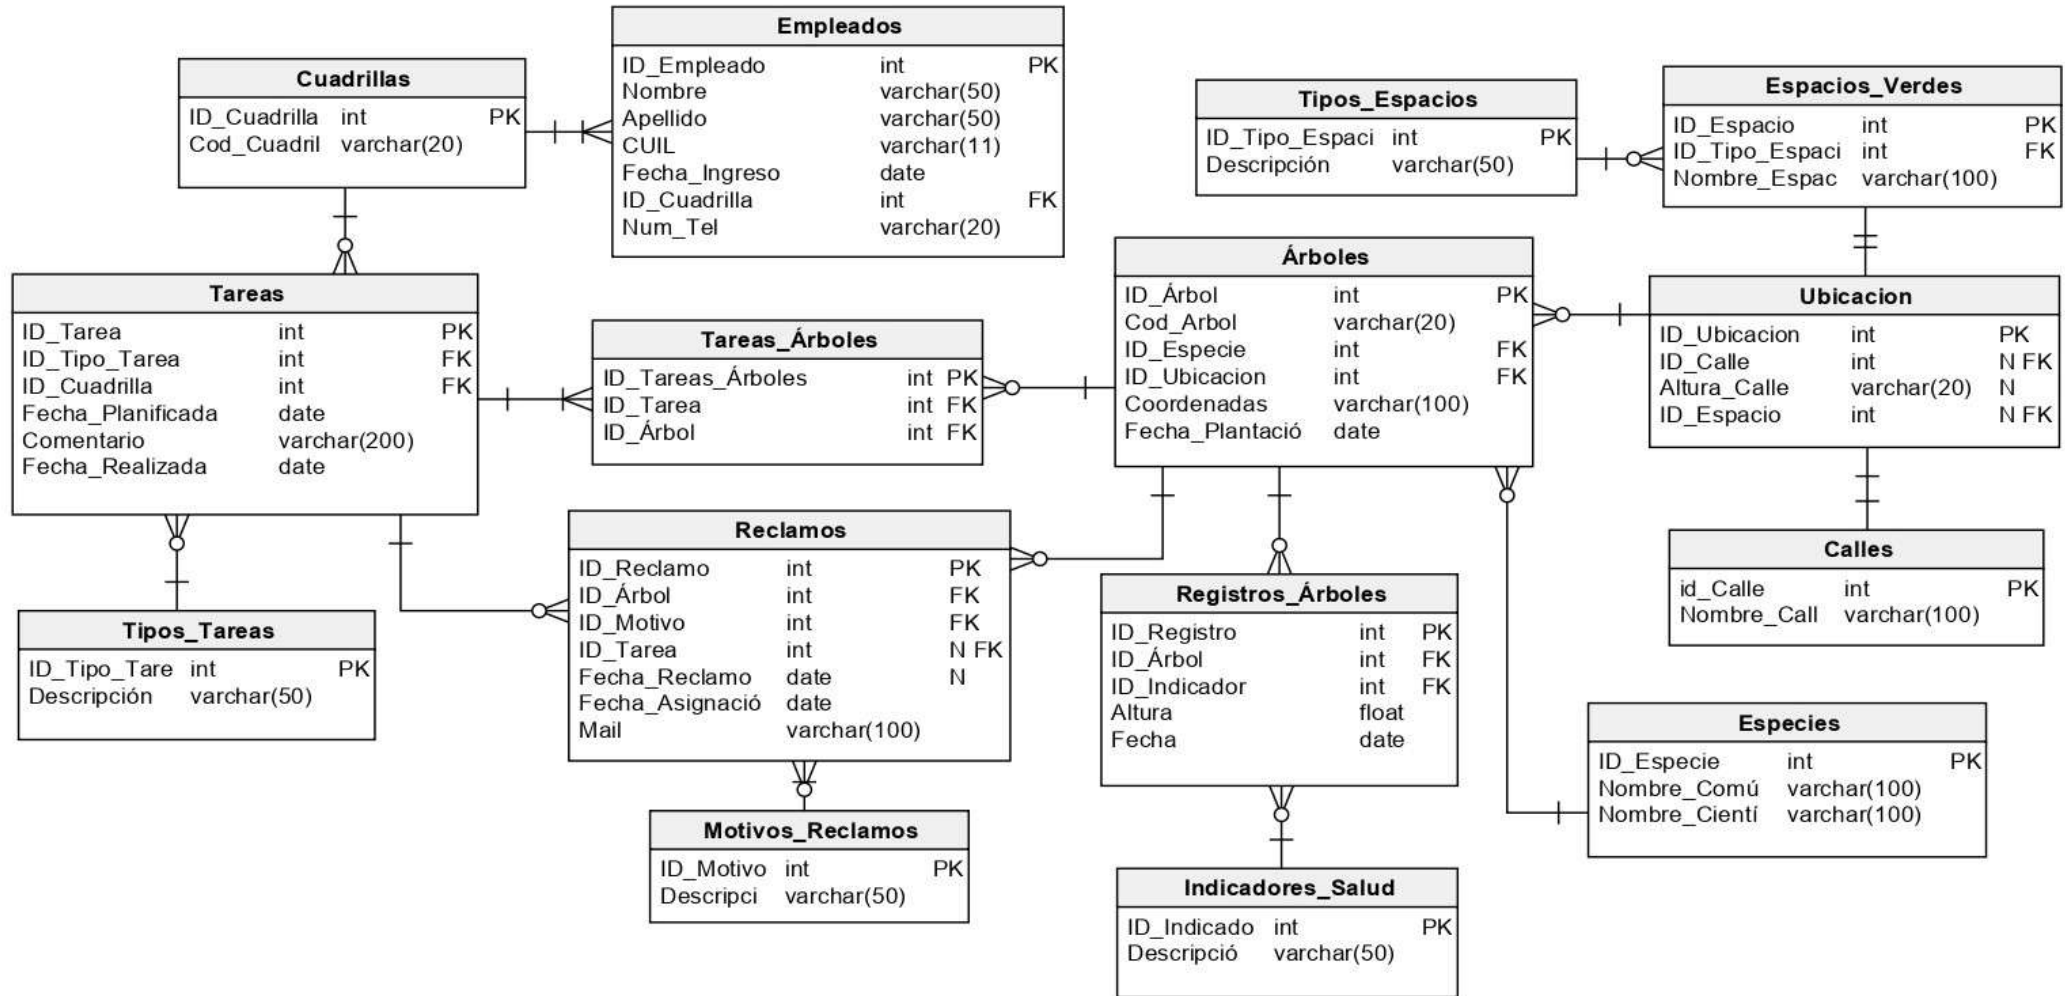 Empleados
ID_Empleado int PK
Nombre varchar(50)
Apellido varchar(50)
CUIL varchar(11)
Fecha_Ingreso date
ID_Cuadrilla int FK
Num_Tel varchar(20)
Cuadrillas
ID_Cuadrilla int PK
Cod_Cuadril varchar(20)
Tipos_Espacios
ID_Tipo_Espaci int PK
Descripción varchar(50)
Espacios_Verdes
ID_Espacio int PK
ID_Tipo_Espaci int FK
Nombre_Espac varchar(100)
Tareas
ID_Tarea int PK
ID_Tipo_Tarea int FK
ID_Cuadrilla int FK
Fecha_Planificada date
Comentario varchar(200)
Fecha_Realizada date
Tareas_Árboles
ID_Tareas_Árboles int PK
ID_Tarea int FK
ID_Árbol int FK
Árboles
ID_Árbol int PK
Cod_Arbol varchar(20)
ID_Especie int FK
ID_Ubicacion int FK
Coordenadas varchar(100)
Fecha_Plantació date
Ubicacion
ID_Ubicacion int PK
ID_Calle int N FK
Altura_Calle varchar(20) N
ID_Espacio int N FK
Reclamos
ID_Reclamo int PK
ID_Árbol int FK
ID_Motivo int FK
ID_Tarea int N FK
Fecha_Reclamo date N
Fecha_Asignació date
Mail varchar(100)
Calles
id_Calle int PK
Nombre_Call varchar(100)
Tipos_Tareas
ID_Tipo_Tare int PK
Descripción varchar(50)
Registros_Árboles
ID_Registro int PK
ID_Árbol int FK
ID_Indicador int FK
Altura float
Fecha date
Especies
ID_Especie int PK
Nombre_Comú varchar(100)
Nombre_Cientí varchar(100)
Motivos_Reclamos
ID_Motivo int PK
Descripci varchar(50)
Indicadores_Salud
ID_Indicado int PK
Descripció varchar(50)